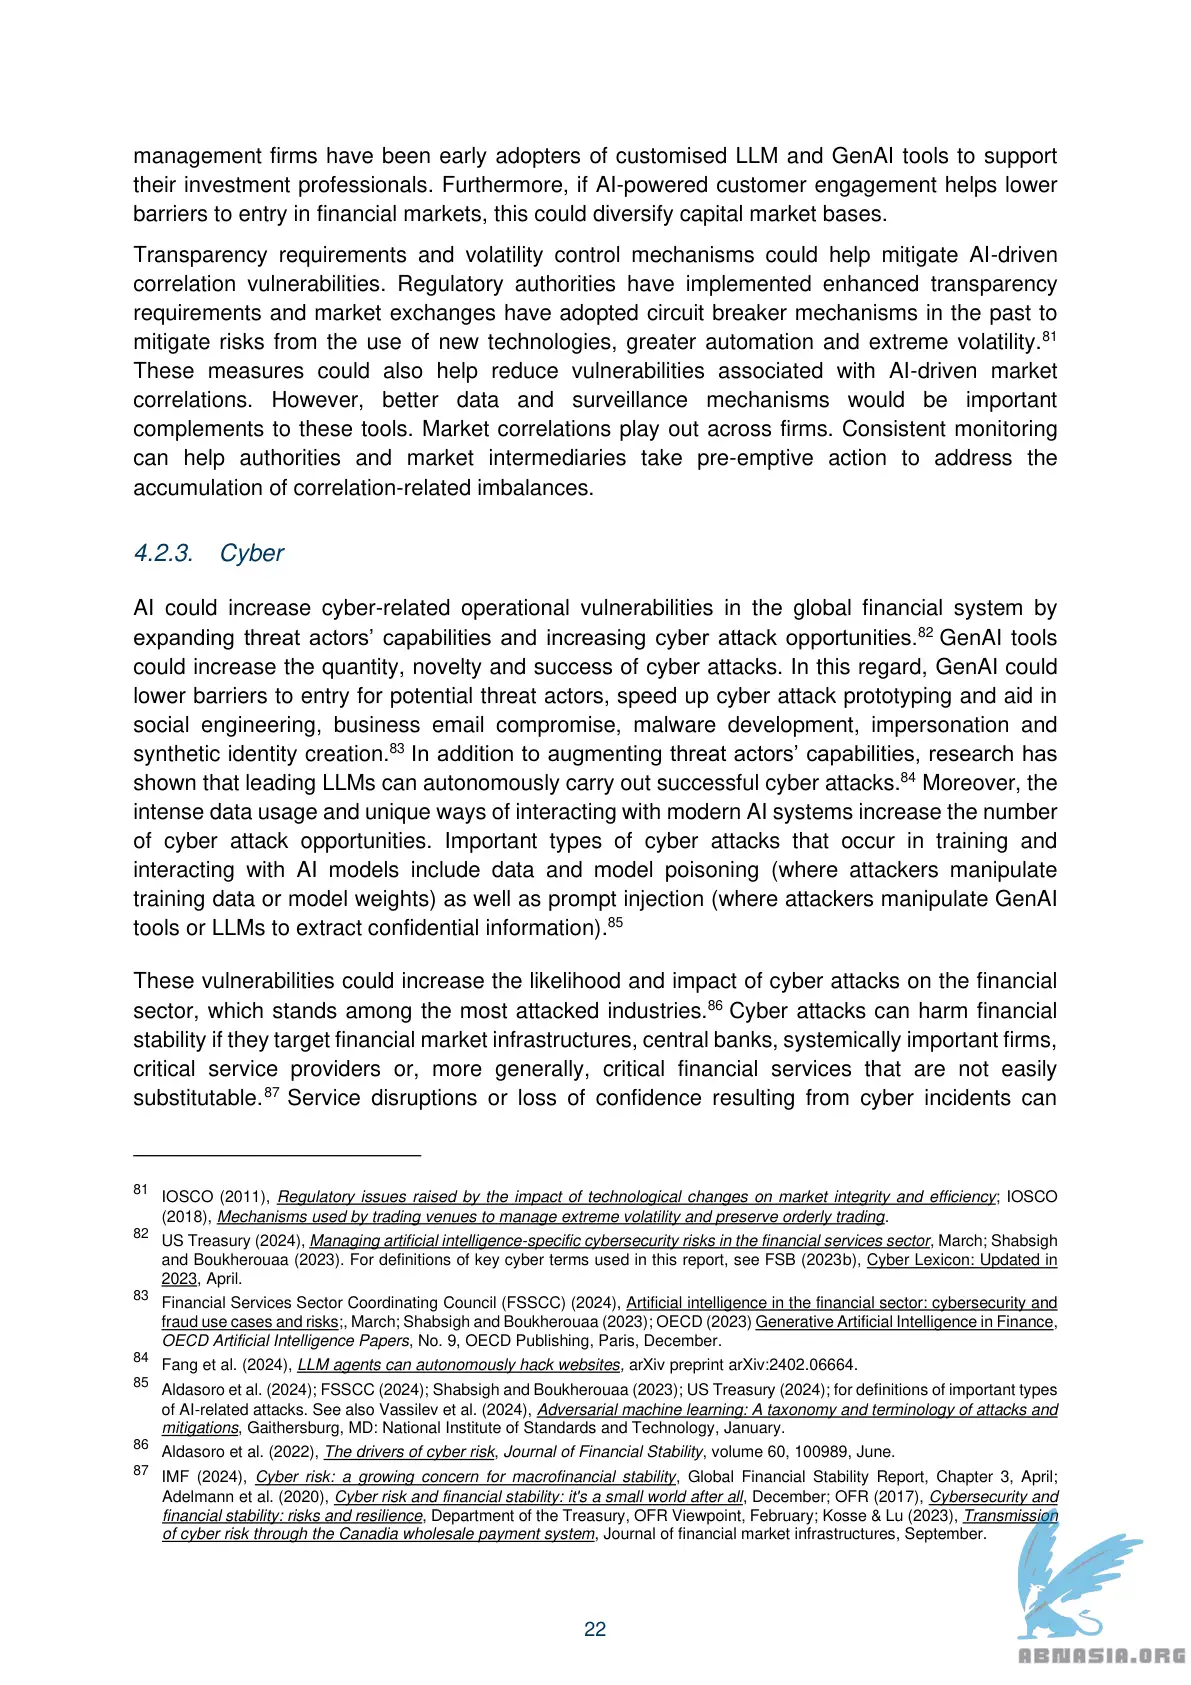 management firms have been early adopters of customised LLM and GenAI tools to support
their investment professionals. Furthermore, if AI-powered customer engagement helps lower
barriers to entry in financial markets, this could diversify capital market bases.
Transparency requirements and volatility control mechanisms could help mitigate AI-driven
correlation vulnerabilities. Regulatory authorities have implemented enhanced transparency
requirements and market exchanges have adopted circuit breaker mechanisms in the past to
mitigate risks from the use of new technologies, greater automation and extreme volatility.81
These measures could also help reduce vulnerabilities associated with AI-driven market
correlations. However, better data and surveillance mechanisms would be important
complements to these tools. Market correlations play out across firms. Consistent monitoring
can help authorities and market intermediaries take pre-emptive action to address the
accumulation of correlation-related imbalances.
4.2.3. Cyber
AI could increase cyber-related operational vulnerabilities in the global financial system by
expanding threat actors’ capabilities and increasing cyber attack opportunities.82 GenAI tools
could increase the quantity, novelty and success of cyber attacks. In this regard, GenAI could
lower barriers to entry for potential threat actors, speed up cyber attack prototyping and aid in
social engineering, business email compromise, malware development, impersonation and
synthetic identity creation.83 In addition to augmenting threat actors’ capabilities, research has
shown that leading LLMs can autonomously carry out successful cyber attacks.84 Moreover, the
intense data usage and unique ways of interacting with modern AI systems increase the number
of cyber attack opportunities. Important types of cyber attacks that occur in training and
interacting with AI models include data and model poisoning (where attackers manipulate
training data or model weights) as well as prompt injection (where attackers manipulate GenAI
tools or LLMs to extract confidential information).85
These vulnerabilities could increase the likelihood and impact of cyber attacks on the financial
sector, which stands among the most attacked industries.86 Cyber attacks can harm financial
stability if they target financial market infrastructures, central banks, systemically important firms,
critical service providers or, more generally, critical financial services that are not easily
substitutable.87 Service disruptions or loss of confidence resulting from cyber incidents can
81 IOSCO (2011), Regulatory issues raised by the impact of technological changes on market integrity and efficiency; IOSCO
(2018), Mechanisms used by trading venues to manage extreme volatility and preserve orderly trading.
82 US Treasury (2024), Managing artificial intelligence-specific cybersecurity risks in the financial services sector, March; Shabsigh
and Boukherouaa (2023). For definitions of key cyber terms used in this report, see FSB (2023b), Cyber Lexicon: Updated in
2023, April.
83 Financial Services Sector Coordinating Council (FSSCC) (2024), Artificial intelligence in the financial sector: cybersecurity and
fraud use cases and risks;, March; Shabsigh and Boukherouaa (2023); OECD (2023) Generative Artificial Intelligence in Finance,
OECD Artificial Intelligence Papers, No. 9, OECD Publishing, Paris, December.
84 Fang et al. (2024), LLM agents can autonomously hack websites, arXiv preprint arXiv:2402.06664.
85 Aldasoro et al. (2024); FSSCC (2024); Shabsigh and Boukherouaa (2023); US Treasury (2024); for definitions of important types
of AI-related attacks. See also Vassilev et al. (2024), Adversarial machine learning: A taxonomy and terminology of attacks and
mitigations, Gaithersburg, MD: National Institute of Standards and Technology, January.
86 Aldasoro et al. (2022), The drivers of cyber risk, Journal of Financial Stability, volume 60, 100989, June.
87 IMF (2024), Cyber risk: a growing concern for macrofinancial stability, Global Financial Stability Report, Chapter 3, April;
Adelmann et al. (2020), Cyber risk and financial stability: it's a small world after all, December; OFR (2017), Cybersecurity and
financial stability: risks and resilience, Department of the Treasury, OFR Viewpoint, February; Kosse & Lu (2023), Transmission
of cyber risk through the Canadia wholesale payment system, Journal of financial market infrastructures, September.
22
ABNASIA.ORG